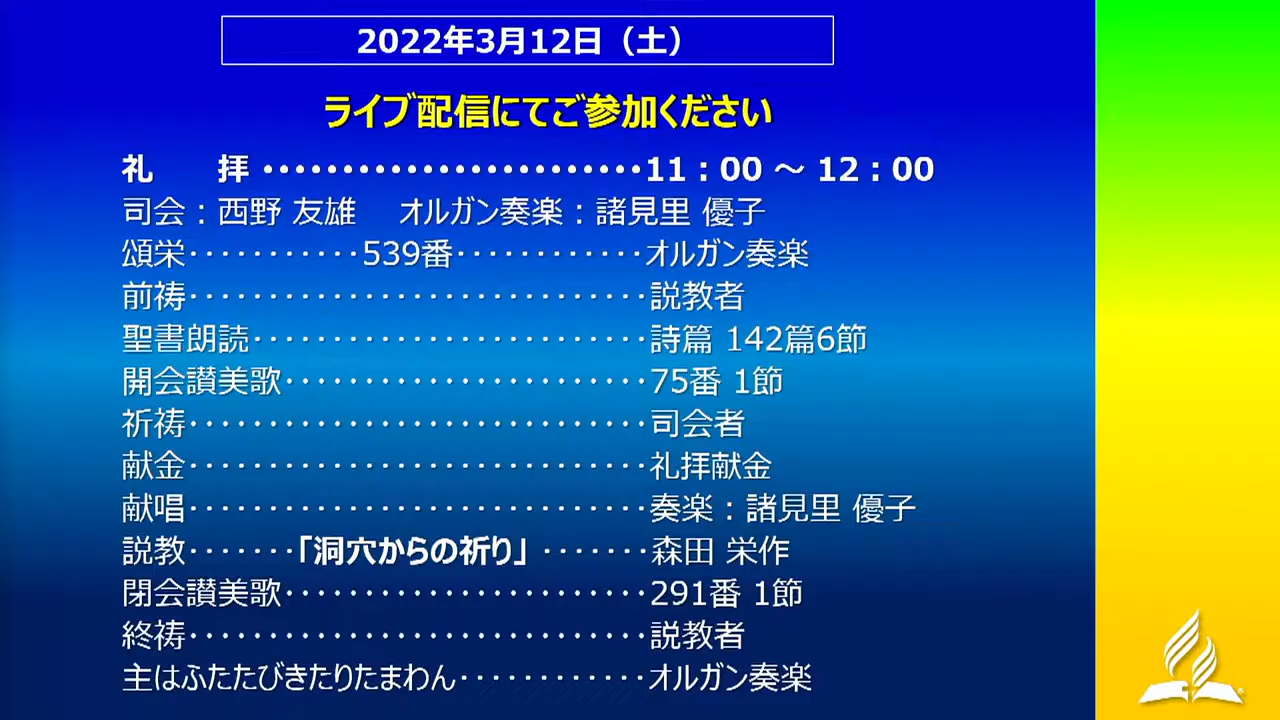 2022年3月12日（土）
ライブ配信にてご参加ください
礼　　拝 ････････････････････････11：00 ～ 12：00
司会：西野 友雄　 オルガン奏楽：諸見里 優子
頌栄･･･････････539番････････････オルガン奏楽
前祷･････････････････････････････説教者
聖書朗読･････････････････････････詩篇 142篇6節
開会讃美歌･･･････････････････････75番 1節
祈祷･････････････････････････････司会者
献金･････････････････････････････礼拝献金
献唱･････････････････････････････奏楽：諸見里 優子
説教･･･････「洞穴からの祈り」 ･･･････森田 栄作
閉会讃美歌･･･････････････････････291番 1節
終祷･････････････････････････････説教者
主はふたたびきたりたまわん････････････オルガン奏楽